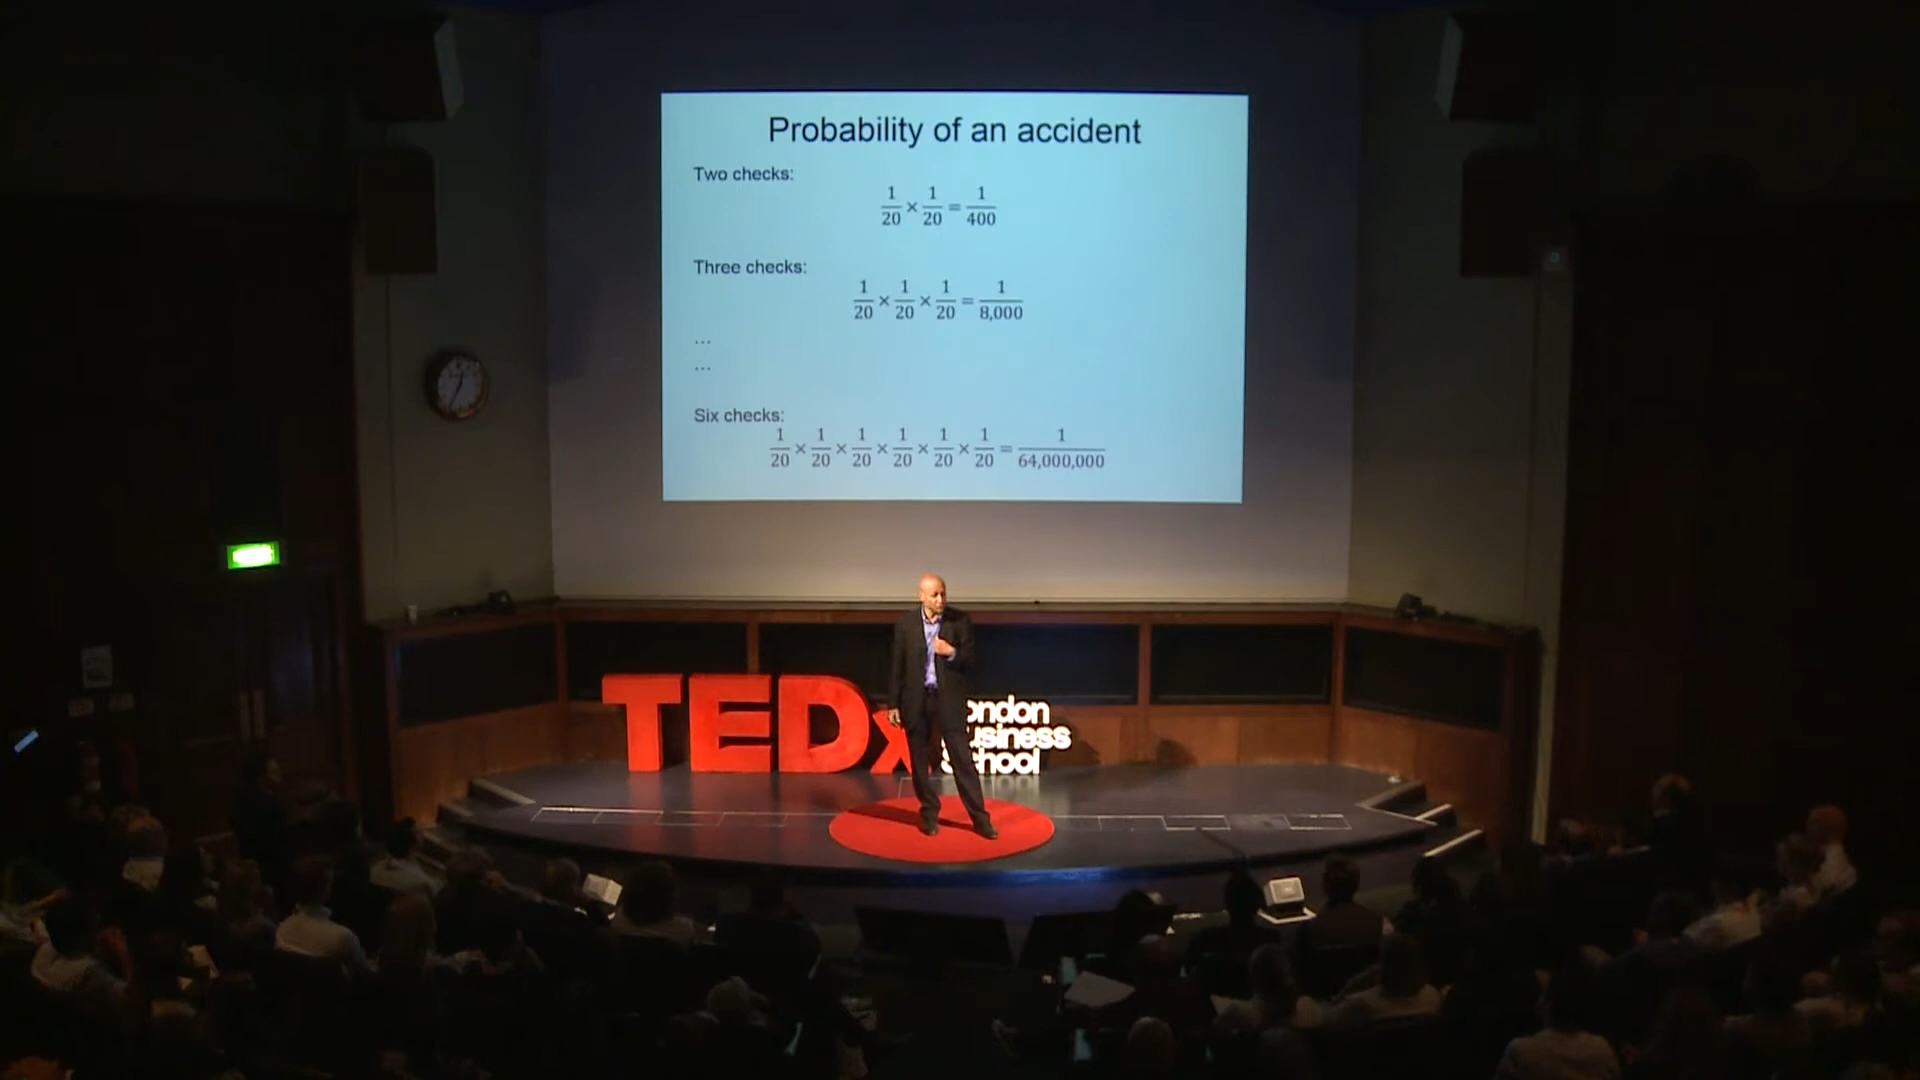 Probability of an accident
Two checks:
1/20 × 1/20 = 1/400
Three checks:
1/20 × 1/20 × 1/20 = 1/8,000
...
...
Six checks:
1/20 × 1/20 × 1/20 × 1/20 × 1/20 × 1/20 = 1/64,000,000
TEDx
ondon
usiness
chool